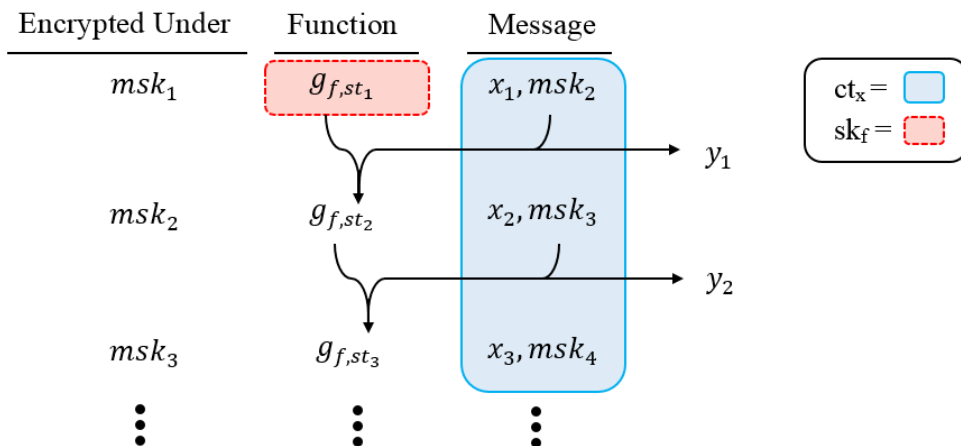 Encrypted Under Function Message
msk₁ g_{f,st₁} x₁, msk₂
ctₓ =
sk_f =
y₁
msk₂ g_{f,st₂} x₂, msk₃
y₂
msk₃ g_{f,st₃} x₃, msk₄